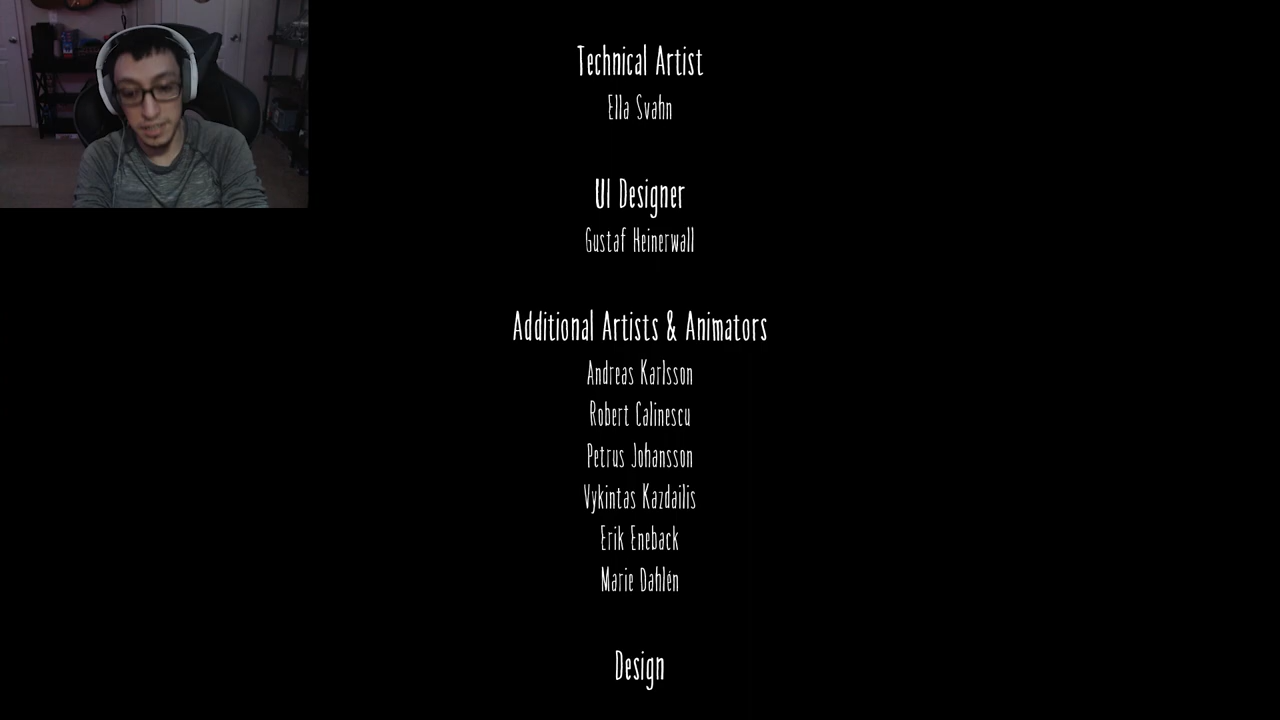 Technical Artist
Ella Svahn
UI Designer
Gustaf Heinerwall
Additional Artists & Animators
Andreas Karlsson
Robert Calinescu
Petrus Johansson
Vykintas Kazdailis
Erik Eneback
Marie Dahlén
Design